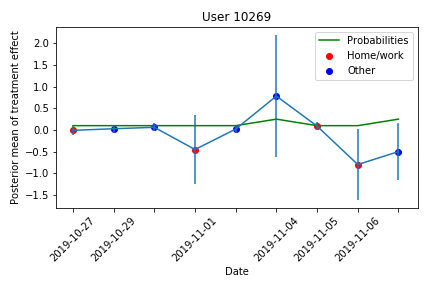 User 10269
Posterior mean of treatment effect
2.0
1.5
1.0
0.5
0.0
−0.5
−1.0
−1.5
Probabilities
Home/work
Other
2019-10-27
2019-10-29
2019-11-01
2019-11-04
2019-11-05
2019-11-06
Date